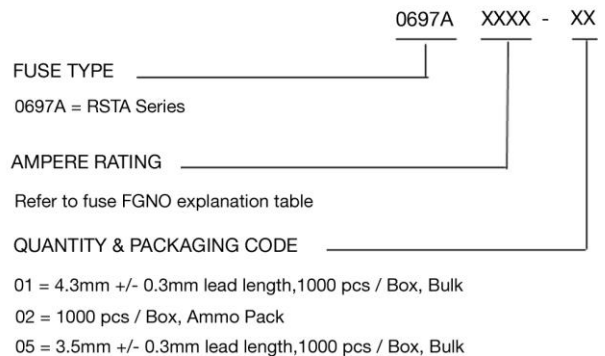 0697A XXXX - XX
FUSE TYPE
0697A = RSTA Series
AMPERE RATING
Refer to fuse FGNO explanation table
QUANTITY & PACKAGING CODE
01 = 4.3mm +/- 0.3mm lead length,1000 pcs / Box, Bulk
02 = 1000 pcs / Box, Ammo Pack
05 = 3.5mm +/- 0.3mm lead length,1000 pcs / Box, Bulk